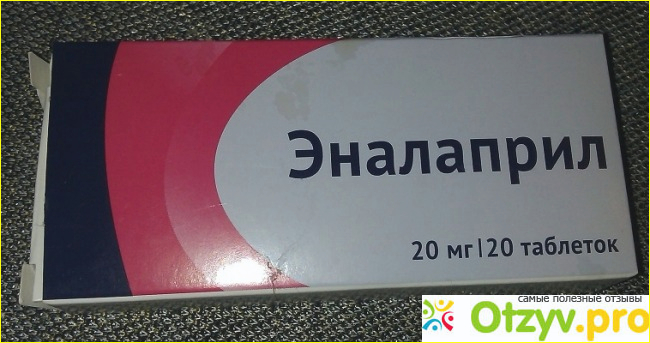 Эналаприл
20 мг|20 таблеток
самые полезные отзывы
Otzyv.pro